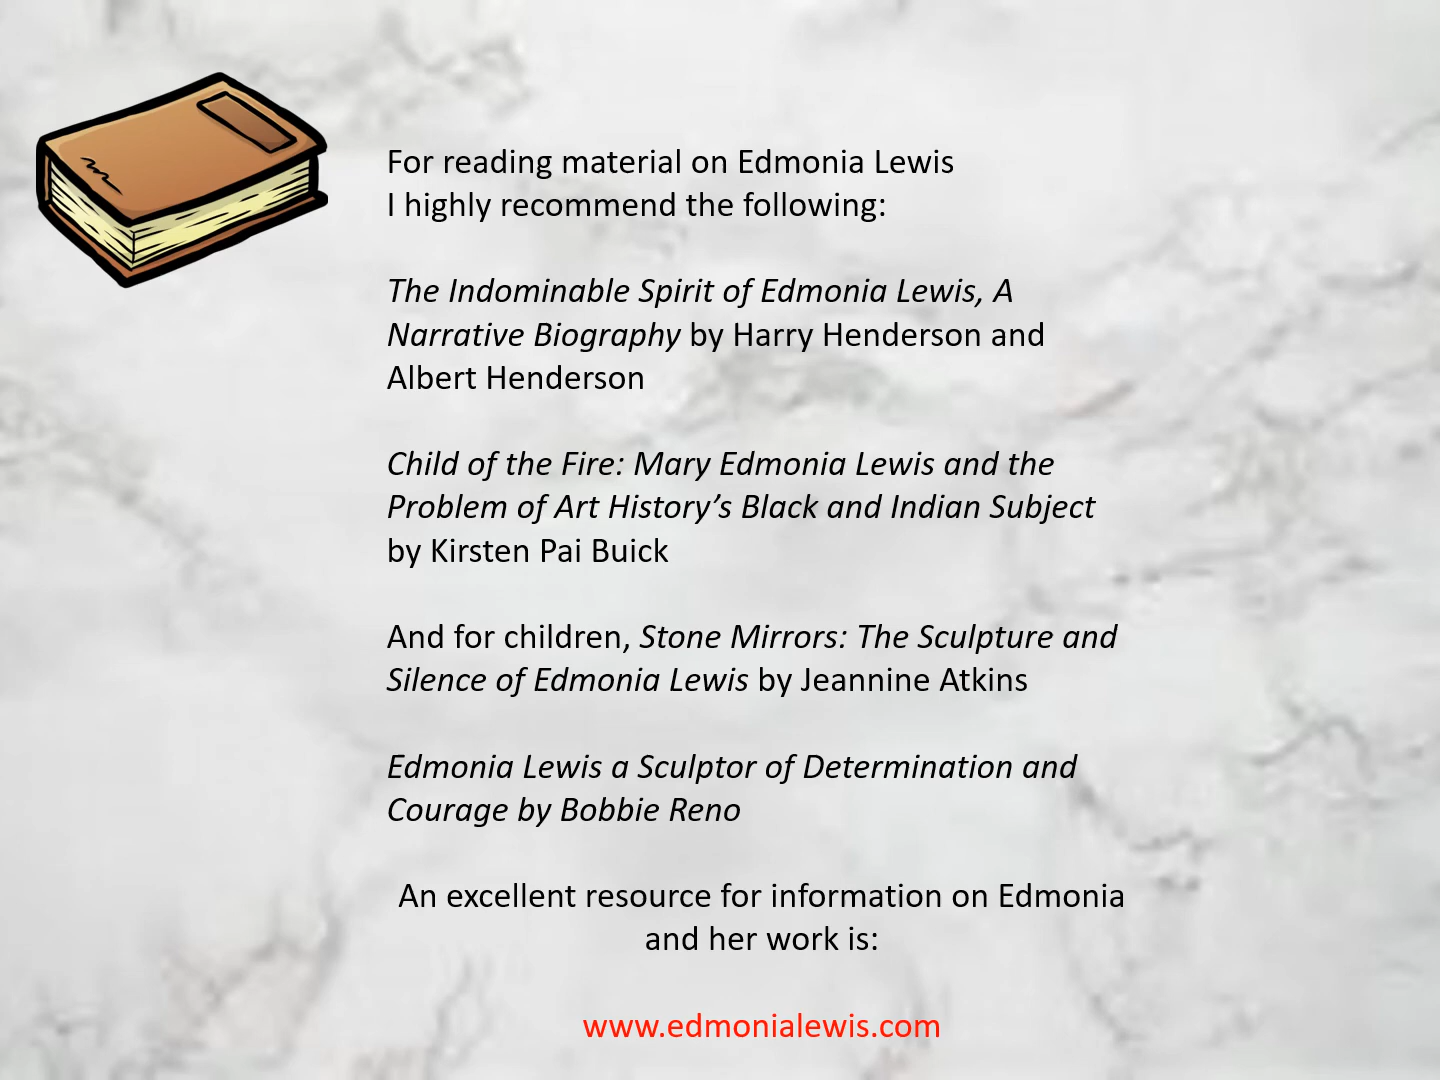 For reading material on Edmonia Lewis
I highly recommend the following:
The Indominable Spirit of Edmonia Lewis, A
Narrative Biography by Harry Henderson and
Albert Henderson
Child of the Fire: Mary Edmonia Lewis and the
Problem of Art History’s Black and Indian Subject
by Kirsten Pai Buick
And for children, Stone Mirrors: The Sculpture and
Silence of Edmonia Lewis by Jeannine Atkins
Edmonia Lewis a Sculptor of Determination and
Courage by Bobbie Reno
An excellent resource for information on Edmonia
and her work is:
www.edmonialewis.com